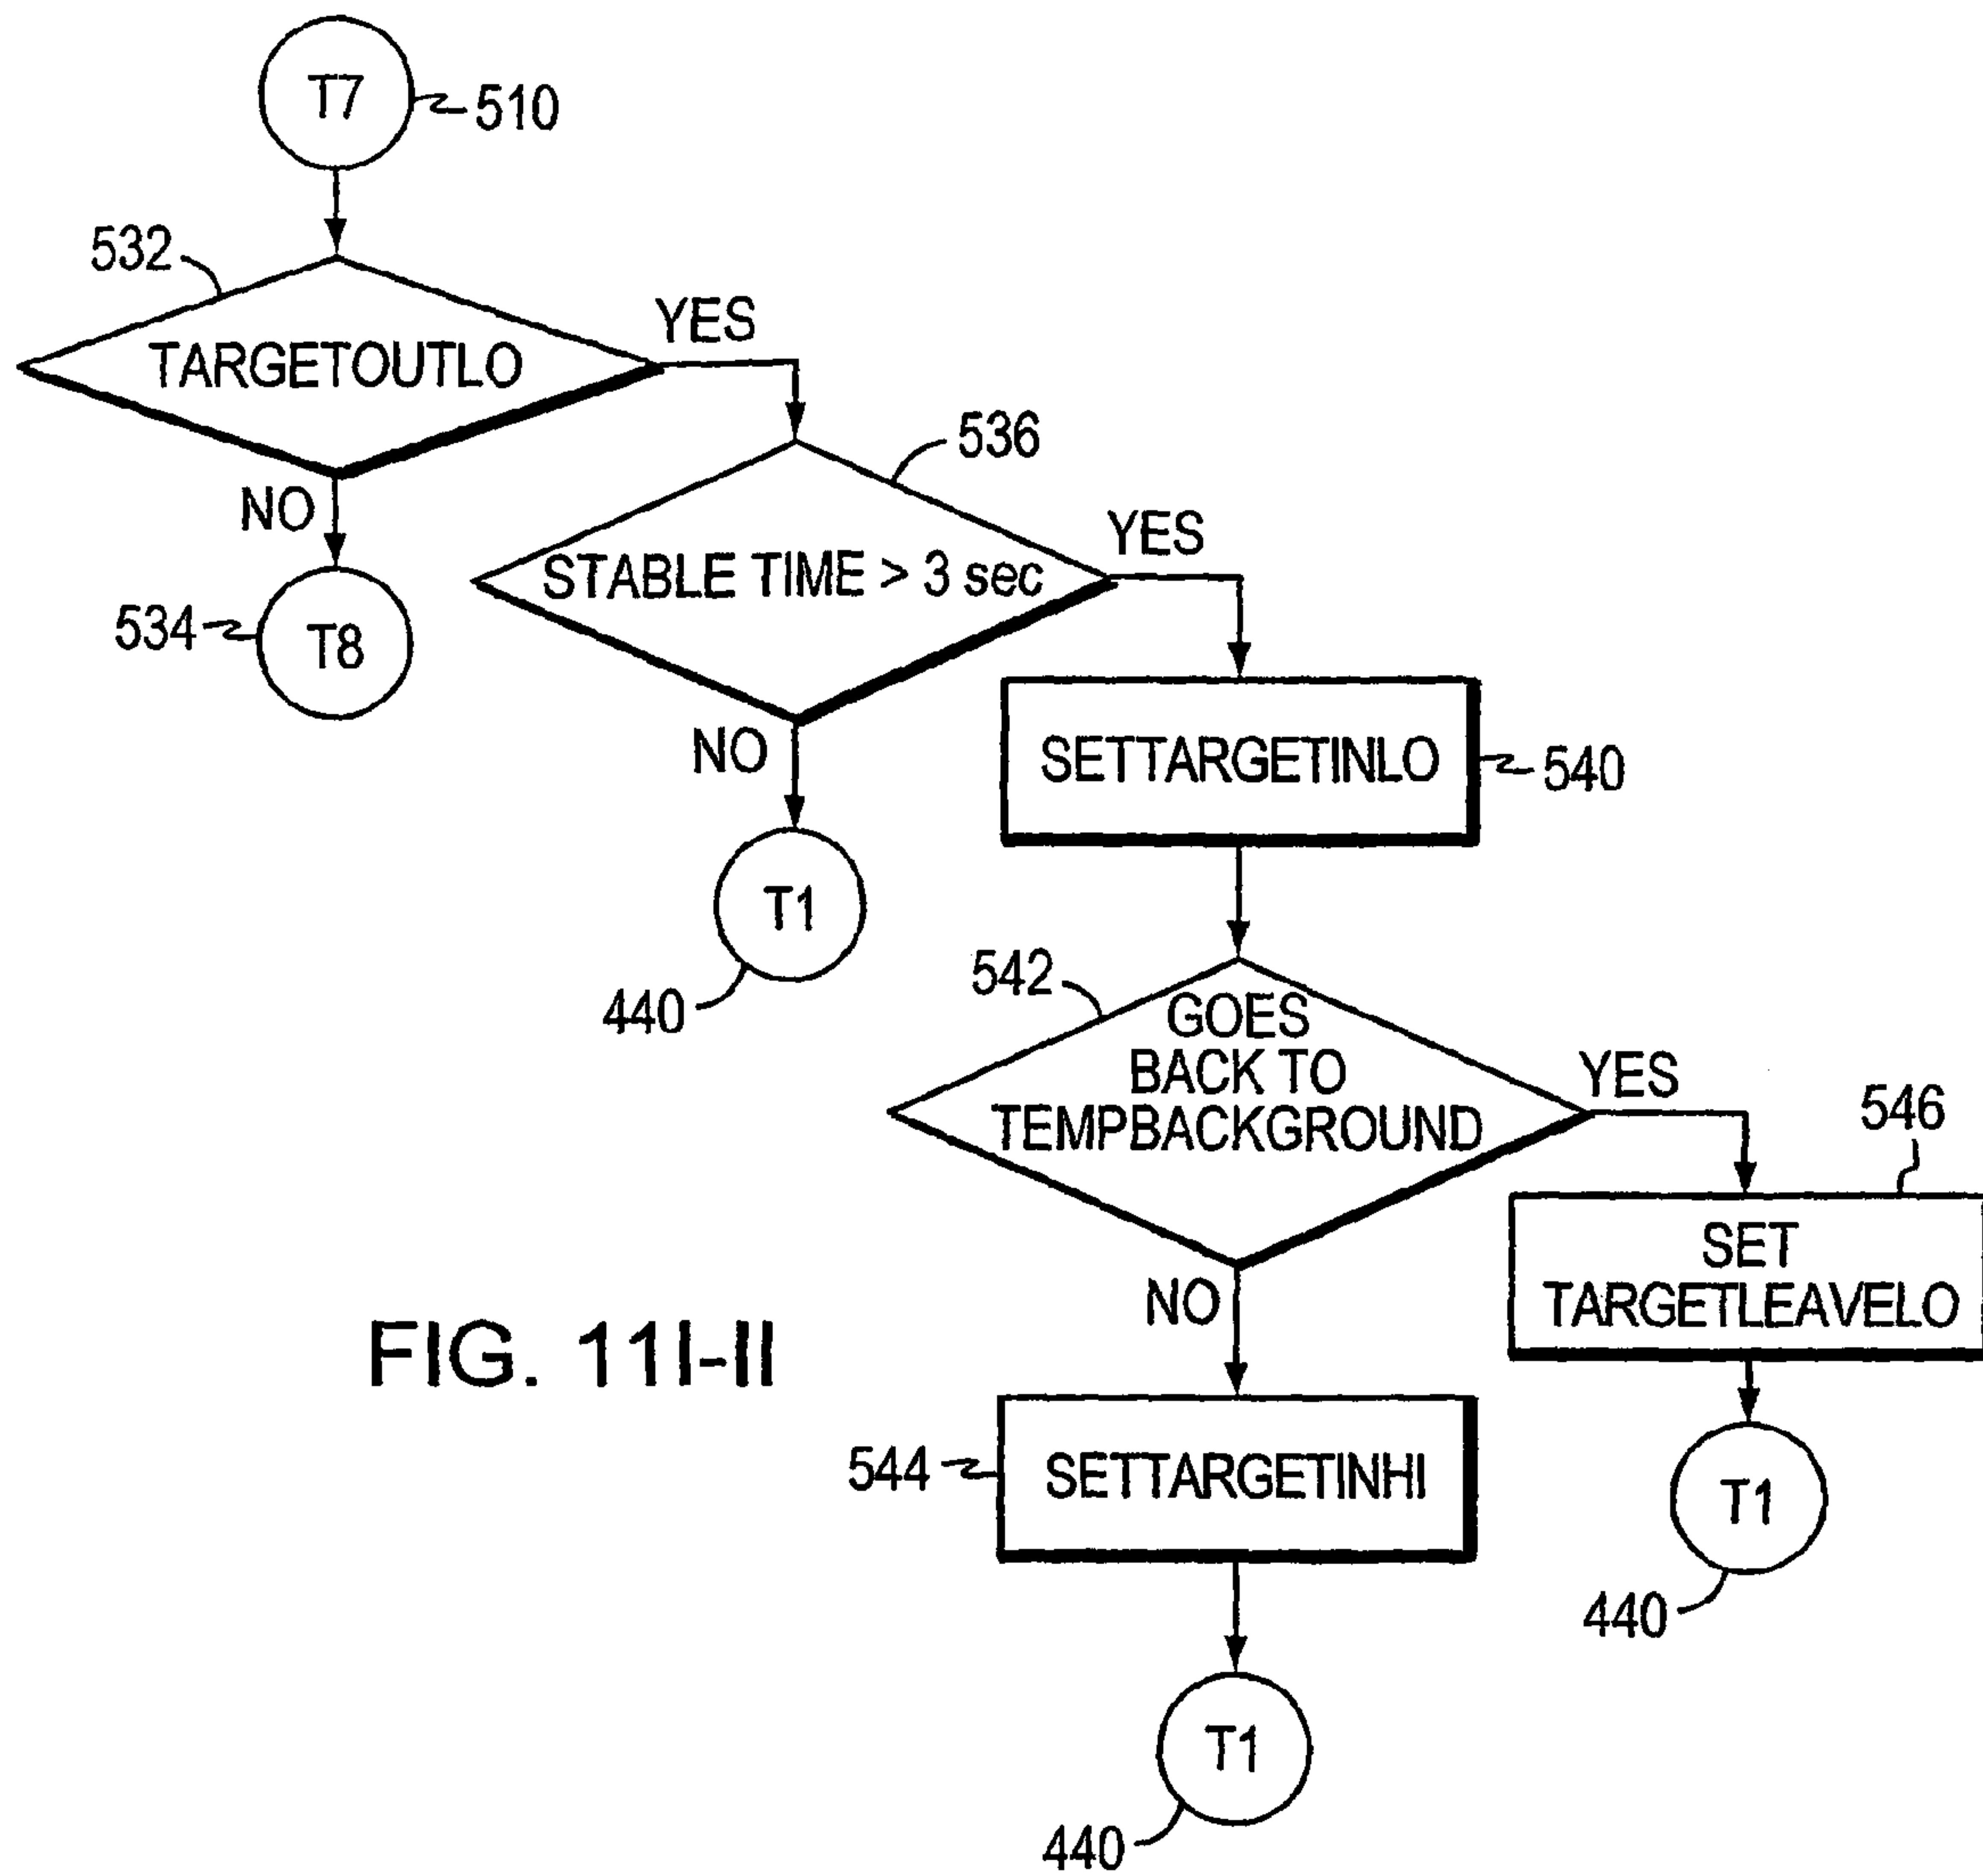 T7
510
532
TARGETOUTLO
YES
NO
534
T8
536
STABLE TIME > 3 sec
YES
NO
T1
440
SETTARGETINLO
540
542
GOES
BACK TO
TEMPBACKGROUND
YES
NO
546
SET
TARGETLEAVELO
T1
440
544
SETTARGETINHI
T1
440
FIG. 11I-II